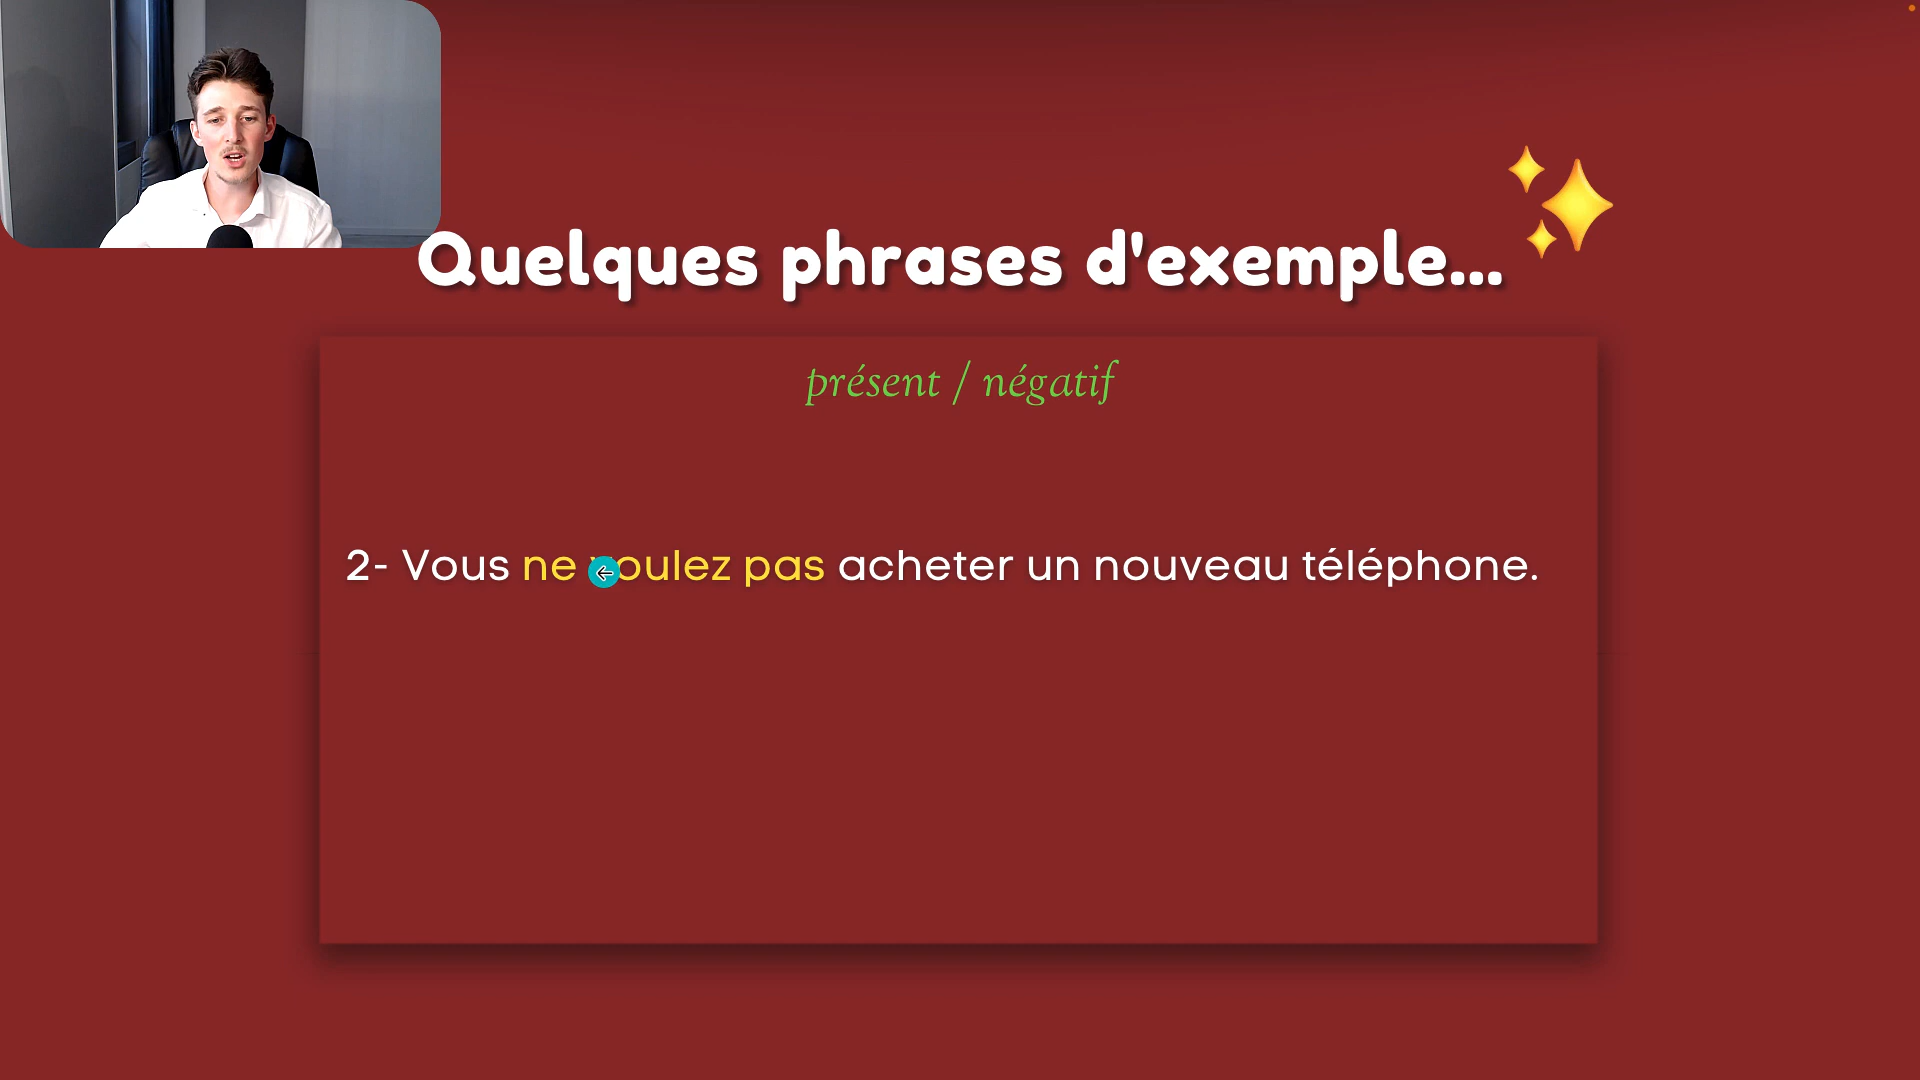 Quelques phrases d'exemple...
présent / négatif
2- Vous ne voulez pas acheter un nouveau téléphone.